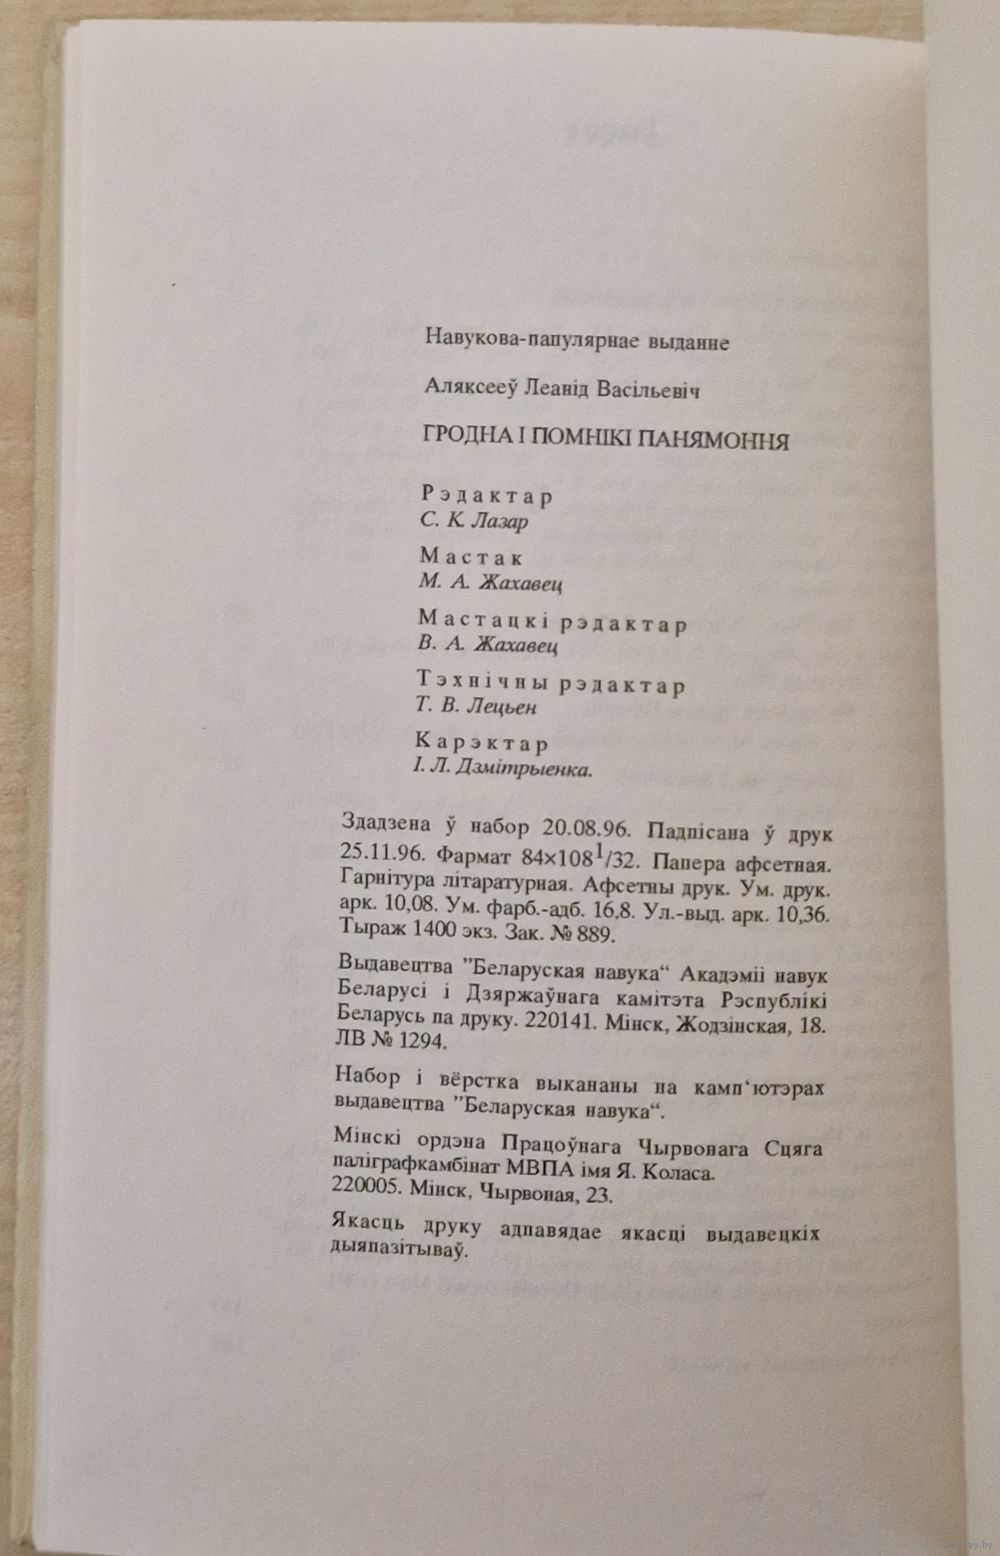 Навукова-папулярнае выданне
Аляксееў Леанід Васільевіч
ГРОДНА І ПОМНІКІ ПАНЯМОННЯ
Рэдактар
С. К. Лазар
Мастак
М. А. Жахавец
Мастацкі рэдактар
В. А. Жахавец
Тэхнічны рэдактар
Т. В. Лецьен
Карэктар
І. Л. Дзмітрыенка.
Здадзена ў набор 20.08.96. Падпісана ў друк
25.11.96. Фармат 84×108¹/32. Папера афсетная.
Гарнітура літаратурная. Афсетны друк. Ум. друк.
арк. 10,08. Ум. фарб.-адб. 16,8. Ул.-выд. арк. 10,36.
Тыраж 1400 экз. Зак. № 889.
Выдавецтва ”Беларуская навука“ Акадэміі навук
Беларусі і Дзяржаўнага камітэта Рэспублікі
Беларусь па друку. 220141. Мінск, Жодзінская, 18.
ЛВ № 1294.
Набор і вёрстка выкананы на камп‘ютэрах
выдавецтва ”Беларуская навука“.
Мінскі ордэна Працоўнага Чырвонага Сцяга
паліграфкамбінат МВПА імя Я. Коласа.
220005. Мінск, Чырвоная, 23.
Якасць друку адпавядае якасці выдавецкіх
дыяпазітываў.